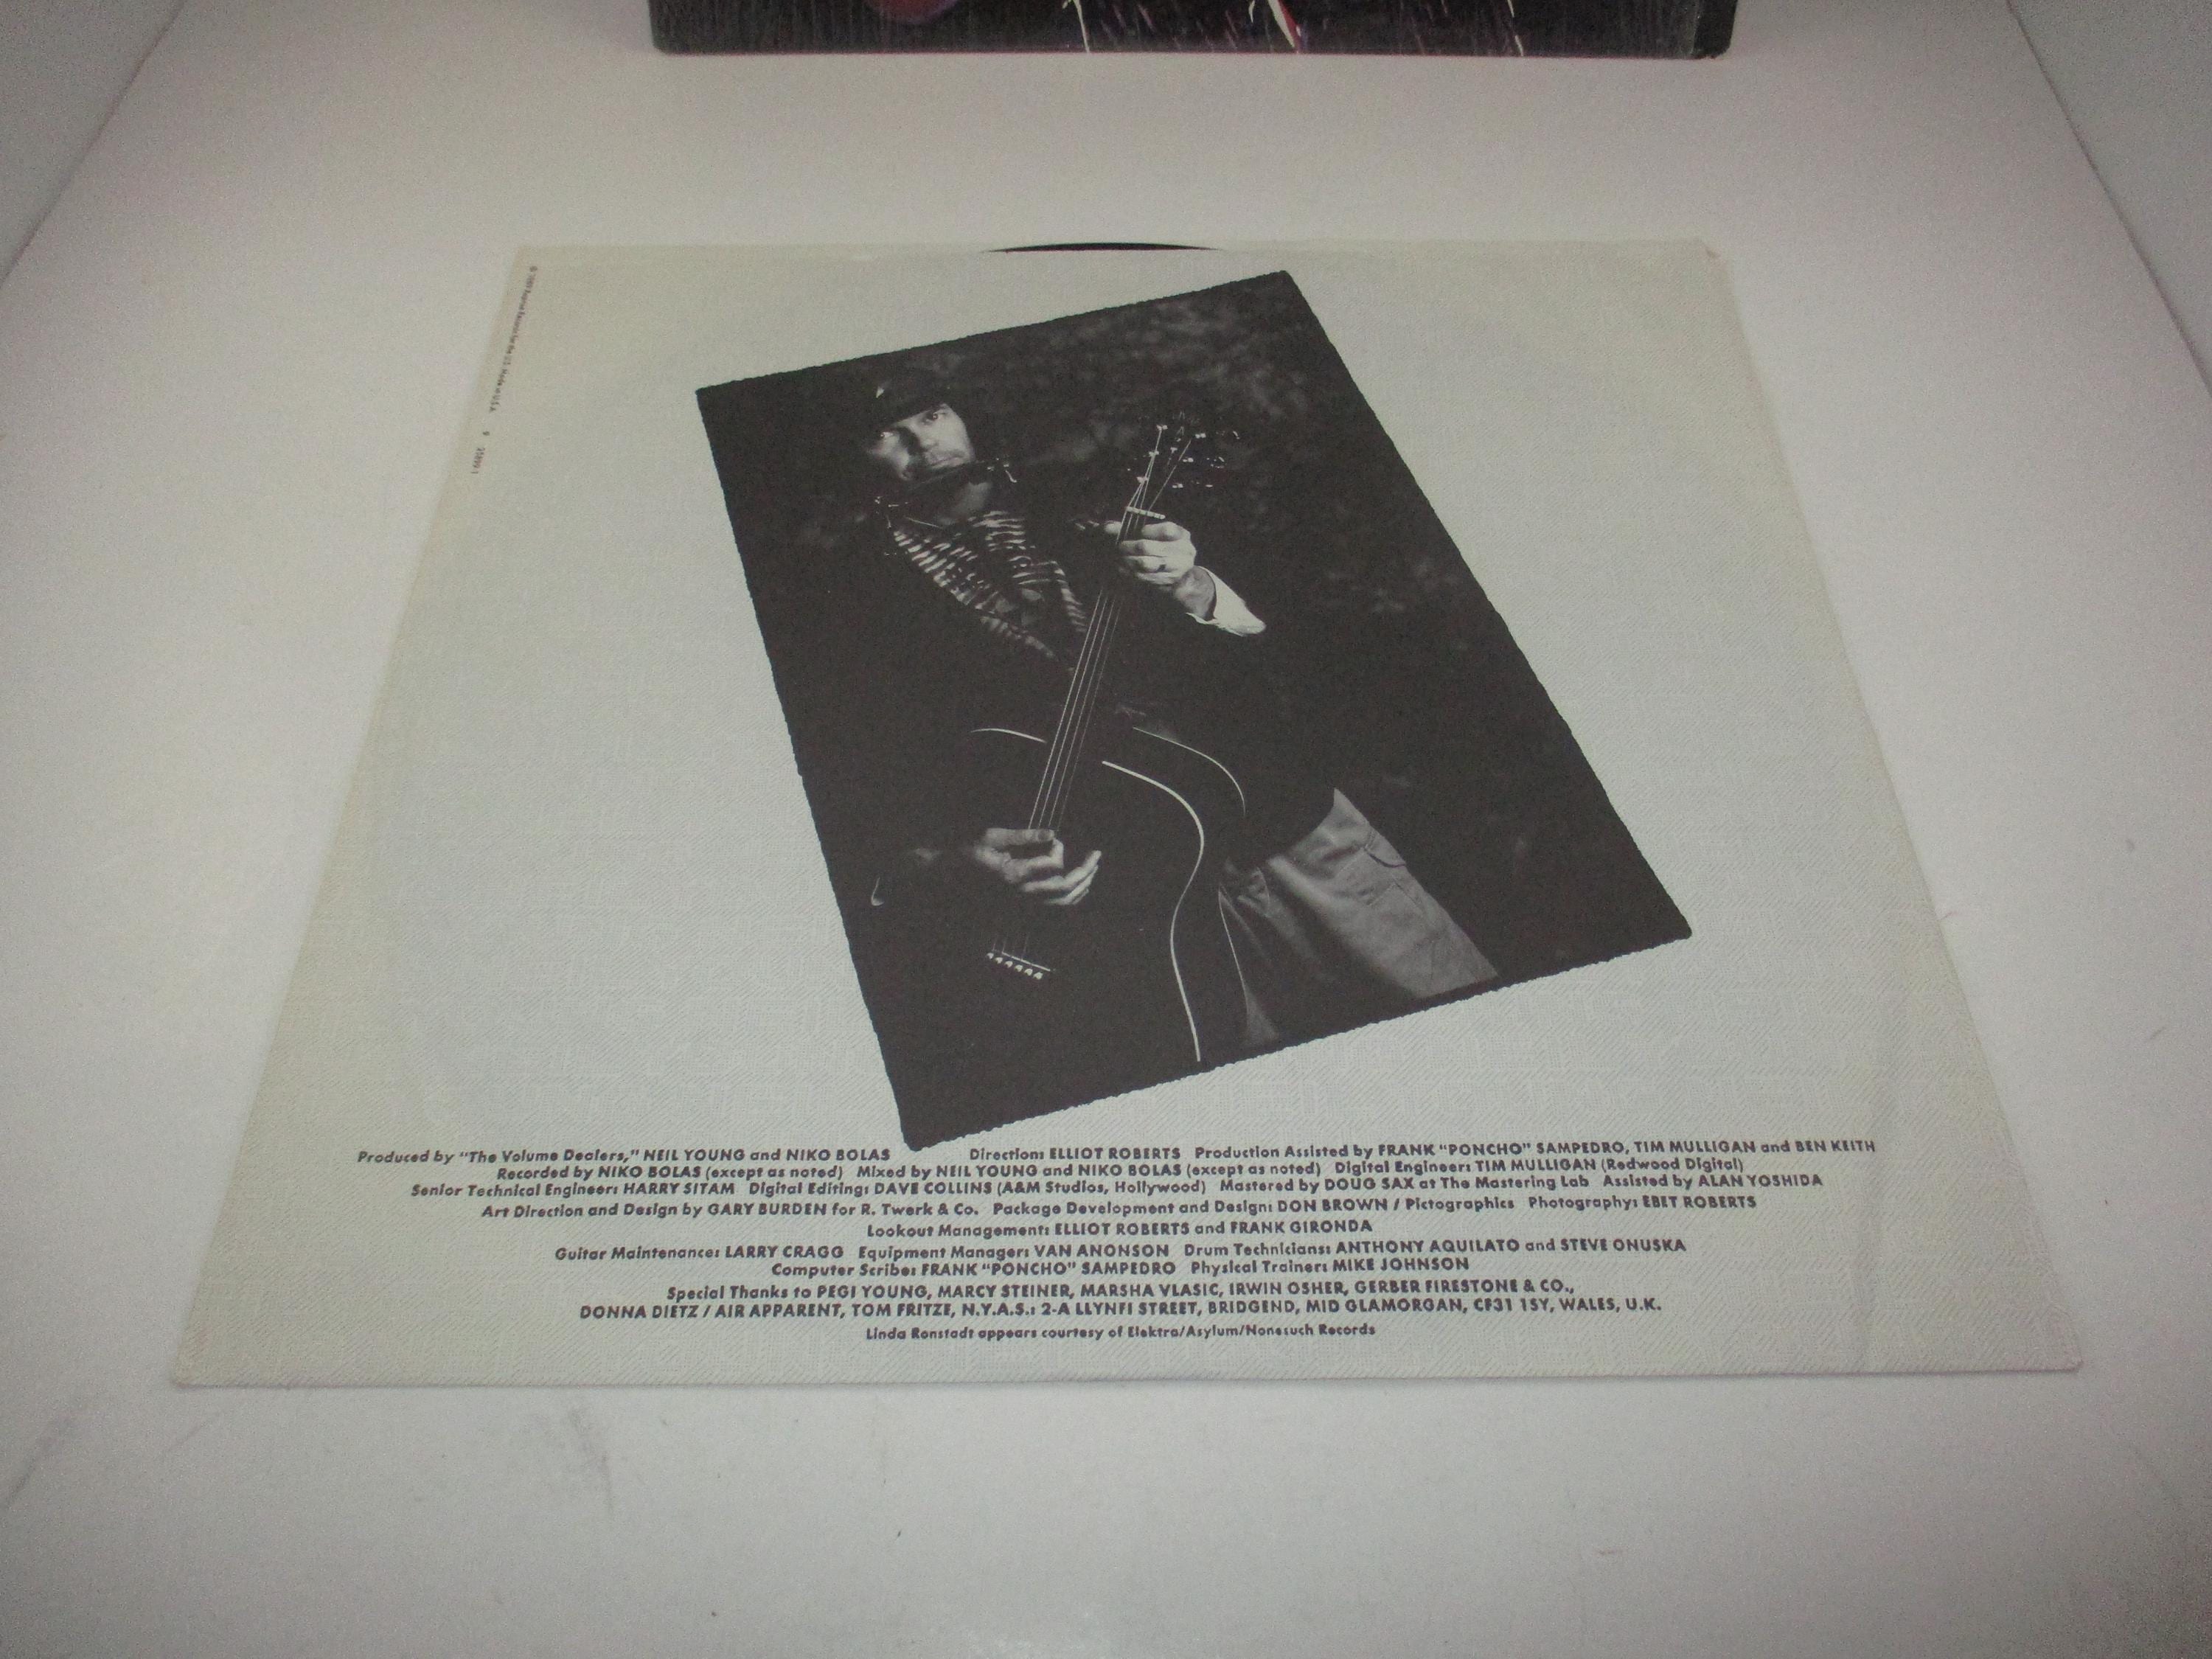 Produced by "The Volume Dealers," NEIL YOUNG and NIKO BOLAS Direction: ELLIOT ROBERTS Production Assisted by FRANK "PONCHO" SAMPEDRO, TIM MULLIGAN and BEN KEITH
Recorded by NIKO BOLAS (except as noted) Mixed by NEIL YOUNG and NIKO BOLAS (except as noted) Digital Engineer: TIM MULLIGAN (Redwood Digital)
Senior Technical Engineer: HARRY SITAM Digital Editing: DAVE COLLINS (A&M Studios, Hollywood) Mastered by DOUG SAX at The Mastering Lab Assisted by ALAN YOSHIDA
Art Direction and Design by GARY BURDEN for R. Twerk & Co. Package Development and Design: DON BROWN / Pictographics Photography: EBET ROBERTS
Lookout Management: ELLIOT ROBERTS and FRANK GIRONDA
Guitar Maintenance: LARRY CRAGG Equipment Manager: VAN ANONSON Drum Technicians: ANTHONY AQUILATO and STEVE ONUSKA
Computer Scribe: FRANK "PONCHO" SAMPEDRO Physical Trainer: MIKE JOHNSON
Special Thanks to PEGI YOUNG, MARCY STEINER, MARSHA VLASIC, IRWIN OSHER, GERBER FIRESTONE & CO.,
DONNA DIETZ / AIR APPARENT, TOM FRITZE, N.Y.A.S.: 2-A LLYNFI STREET, BRIDGEND, MID GLAMORGAN, CF31 1SY, WALES, U.K.
Linda Ronstadt appears courtesy of Elektra/Asylum/Nonesuch Records